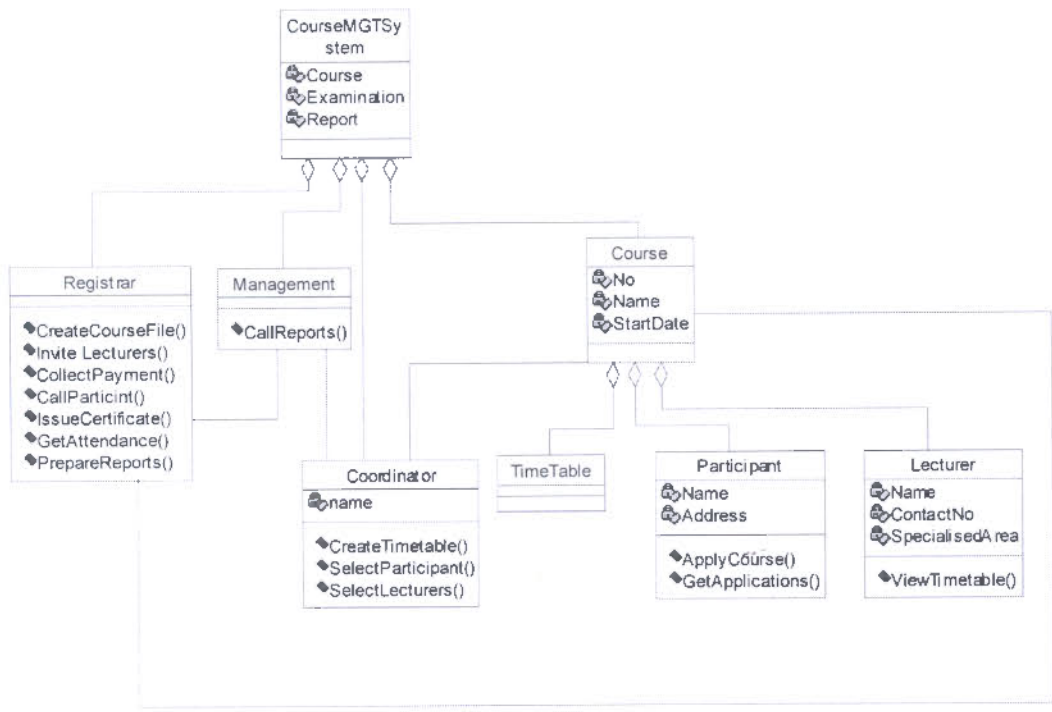 CourseMGTSy
stem
Course
Examination
Report
Registrar
CreateCourseFile()
Invite Lecturers()
CollectPayment()
CallParticint()
IssueCertificate()
GetAttendance()
PrepareReports()
Management
CallReports()
Course
No
Name
StartDate
Coordinator
name
CreateTimetable()
SelectParticipant()
SelectLecturers()
TimeTable
Participant
Name
Address
ApplyCourse()
GetApplications()
Lecturer
Name
ContactNo
SpecialisedArea
ViewTimetable()